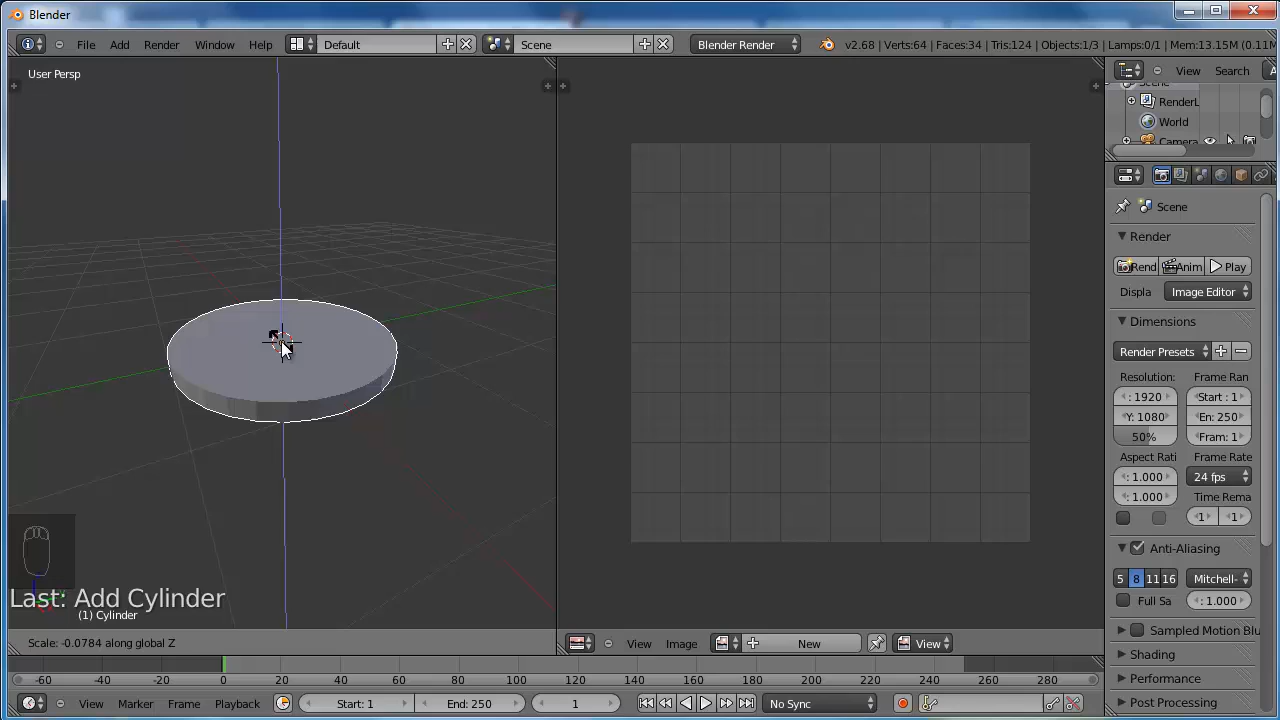 Blender
File Add Render Window Help Default Scene Blender Render v2.68 | Verts:64 | Faces:34 | Tris:124 | Objects:1/3 | Lamps:0/1 | Mem:13.15M (0.11M
User Persp
View Search A
Scene
RenderL
World
Camera
Scene
Render
Rend Anim Play
Displa Image Editor
Dimensions
Render Presets
Resolution: Frame Ran
: 1920 Start : 1
Y: 1080 En: 250
50% Fram: 1
Aspect Rati Frame Rate
: 1.000 24 fps
: 1.000 Time Rema
1 1
Anti-Aliasing
5 8 11 16 Mitchell-
Full Sa : 1.000
Sampled Motion Blu
Shading
Performance
Post Processing
Last: Add Cylinder
(1) Cylinder
Scale: -0.0784 along global Z
View Image New View
-60 -40 -20 0 20 40 60 80 100 120 140 160 180 200 220 240 260 280
View Marker Frame Playback Start: 1 End: 250 1 No Sync